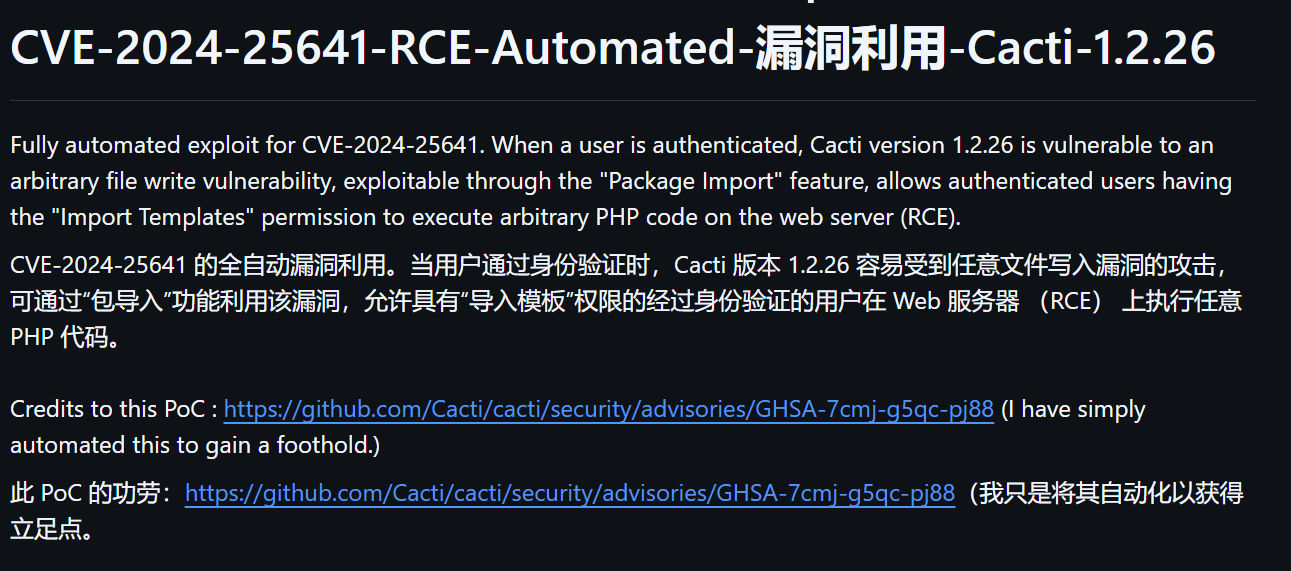 CVE-2024-25641-RCE-Automated-漏洞利用-Cacti-1.2.26
Fully automated exploit for CVE-2024-25641. When a user is authenticated, Cacti version 1.2.26 is vulnerable to an
arbitrary file write vulnerability, exploitable through the "Package Import" feature, allows authenticated users having
the "Import Templates" permission to execute arbitrary PHP code on the web server (RCE).
CVE-2024-25641 的全自动漏洞利用。当用户通过身份验证时，Cacti 版本 1.2.26 容易受到任意文件写入漏洞的攻击，
可通过“包导入”功能利用该漏洞，允许具有“导入模板”权限的经过身份验证的用户在 Web 服务器 （RCE） 上执行任意
PHP 代码。
Credits to this PoC : https://github.com/Cacti/cacti/security/advisories/GHSA-7cmj-g5qc-pj88 (I have simply
automated this to gain a foothold.)
此 PoC 的功劳：https://github.com/Cacti/cacti/security/advisories/GHSA-7cmj-g5qc-pj88（我只是将其自动化以获得
立足点。